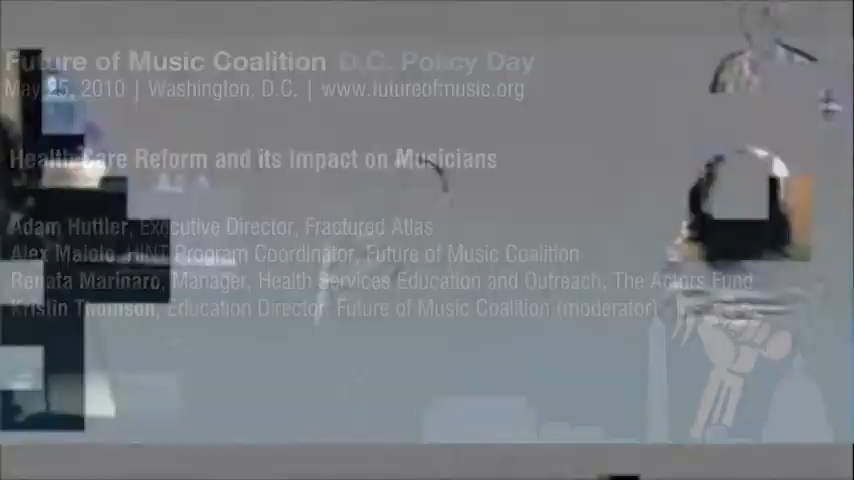 Future of Music Coalition D.C. Policy Day
May 25, 2010 | Washington, D.C. | www.futureofmusic.org
Health Care Reform and its Impact on Musicians
Adam Huttler, Executive Director, Fractured Atlas
Alex Maiolo, HINT Program Coordinator, Future of Music Coalition
Renata Marinaro, Manager, Health Services Education and Outreach, The Actors Fund
Kristin Thomson, Education Director, Future of Music Coalition (moderator)